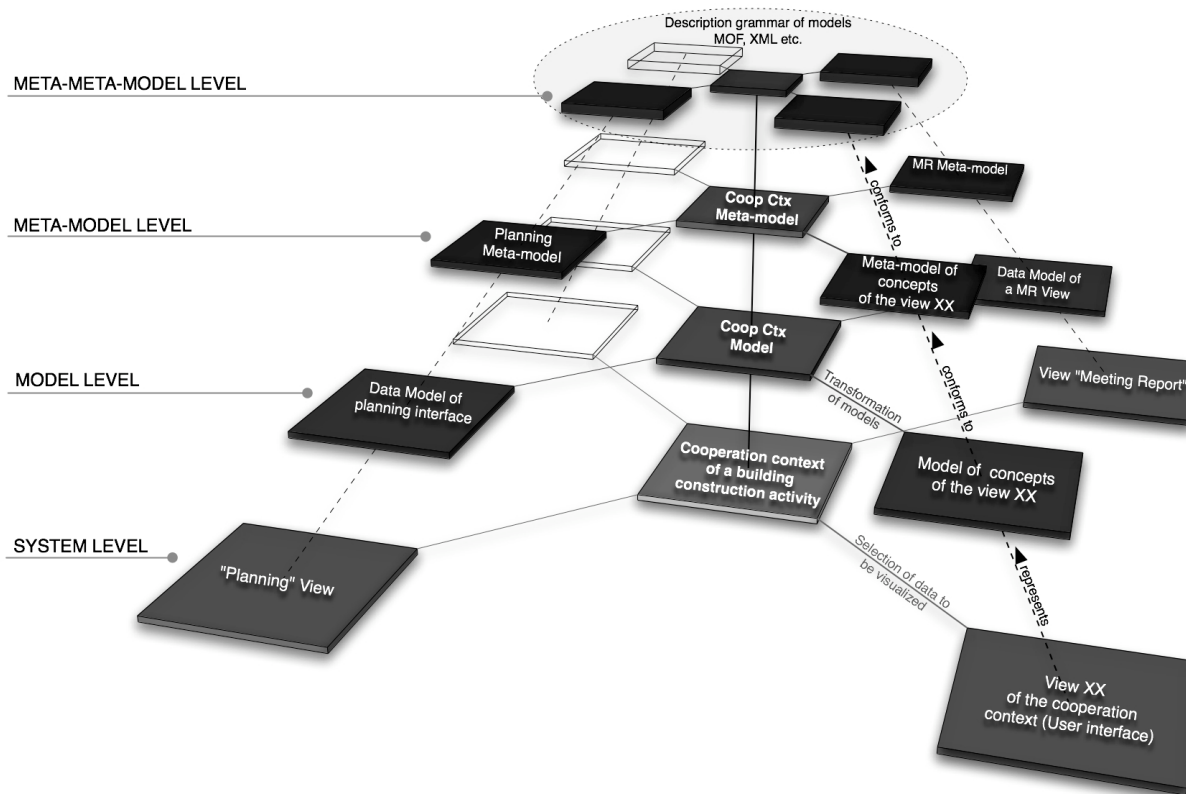 Description grammar of models
MOF, XML etc.
META-META-MODEL LEVEL
MR Meta-model
conforms to
Coop Ctx
Meta-model
META-MODEL LEVEL
Planning
Meta-model
Meta-model of
concepts
of the view XX
Data Model of
a MR View
Coop Ctx
Model
conforms to
MODEL LEVEL
Data Model of
planning interface
Transformation
of models
View "Meeting Report"
Cooperation context
of a building
construction activity
Model of concepts
of the view XX
SYSTEM LEVEL
"Planning" View
Selection of data to
be visualized
represents
View XX
of the cooperation
context (User interface)